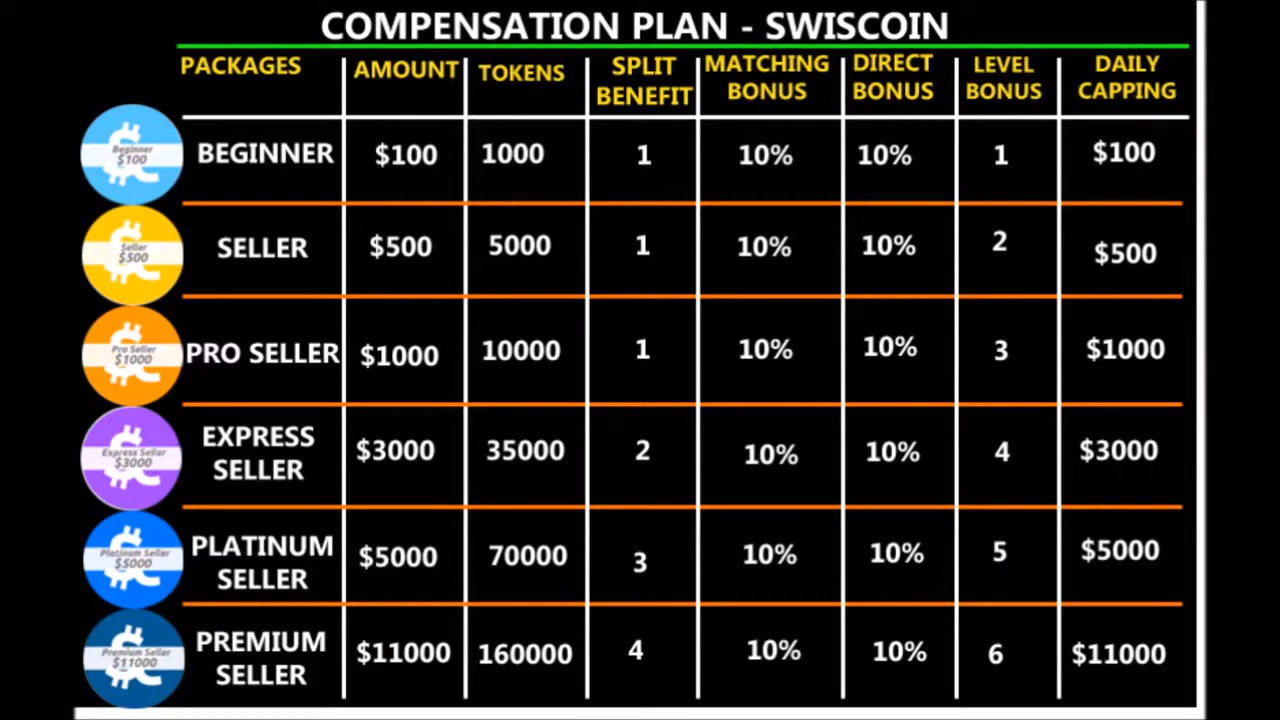 COMPENSATION PLAN - SWISCOIN
PACKAGES AMOUNT TOKENS SPLIT BENEFIT MATCHING BONUS DIRECT BONUS LEVEL BONUS DAILY CAPPING
Beginner
$100
BEGINNER $100 1000 1 10% 10% 1 $100
Seller
$500
SELLER $500 5000 1 10% 10% 2 $500
Pro Seller
$1000
PRO SELLER $1000 10000 1 10% 10% 3 $1000
Express Seller
$3000
EXPRESS SELLER $3000 35000 2 10% 10% 4 $3000
Platinum Seller
$5000
PLATINUM SELLER $5000 70000 3 10% 10% 5 $5000
Premium Seller
$11000
PREMIUM SELLER $11000 160000 4 10% 10% 6 $11000